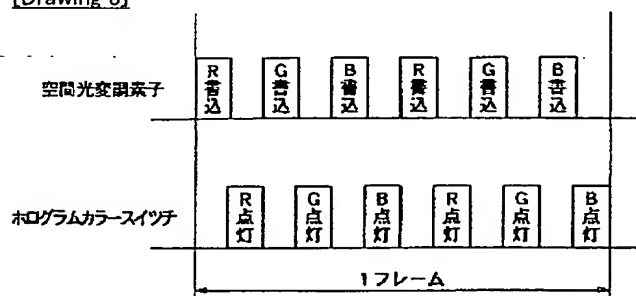 [Drawing 6]
空間光変調素子
R書込
G書込
B書込
R書込
G書込
B書込
ホログラムカラースイッチ
R点灯
G点灯
B点灯
R点灯
G点灯
B点灯
1フレーム